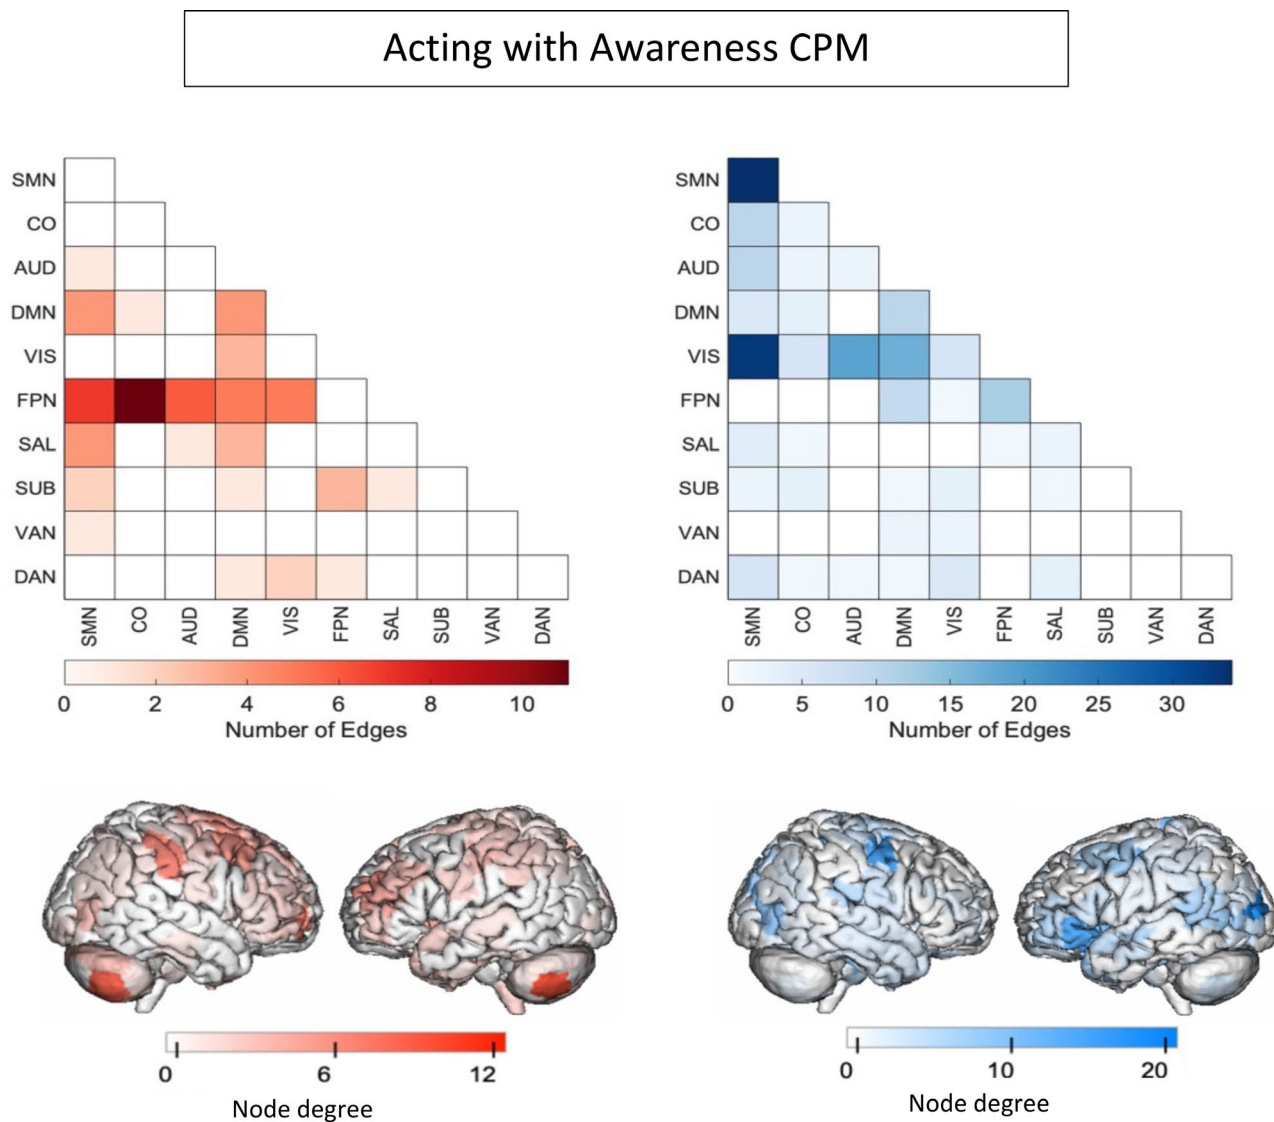 Acting with Awareness CPM
SMN
CO
AUD
DMN
VIS
FPN
SAL
SUB
VAN
DAN
SMN CO AUD DMN VIS FPN SAL SUB VAN DAN
0 2 4 6 8 10
Number of Edges
SMN
CO
AUD
DMN
VIS
FPN
SAL
SUB
VAN
DAN
SMN CO AUD DMN VIS FPN SAL SUB VAN DAN
0 5 10 15 20 25 30
Number of Edges
0 6 12
Node degree
0 10 20
Node degree